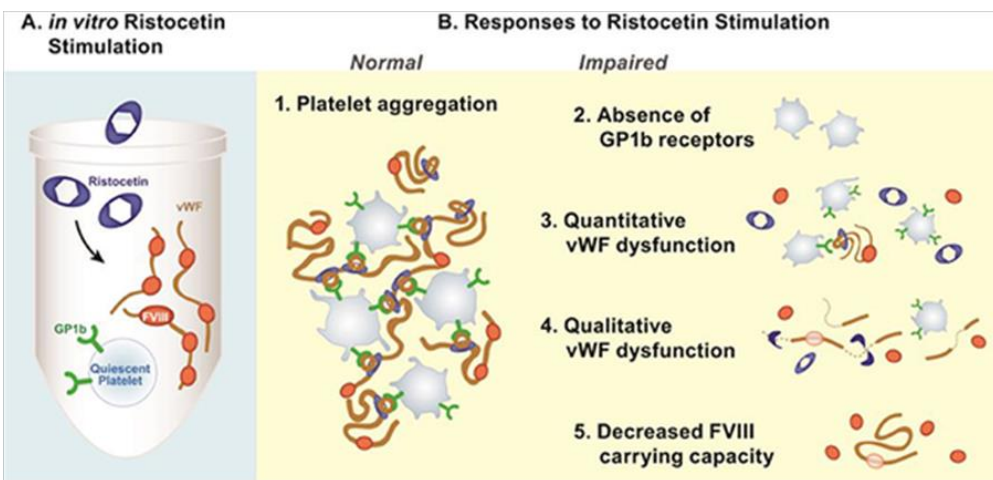 A. in vitro Ristocetin
Stimulation
B. Responses to Ristocetin Stimulation
Normal
Impaired
Ristocetin
vWF
FVIII
GP1b
Quiescent
Platelet
1. Platelet aggregation
2. Absence of
GP1b receptors
3. Quantitative
vWF dysfunction
4. Qualitative
vWF dysfunction
5. Decreased FVIII
carrying capacity